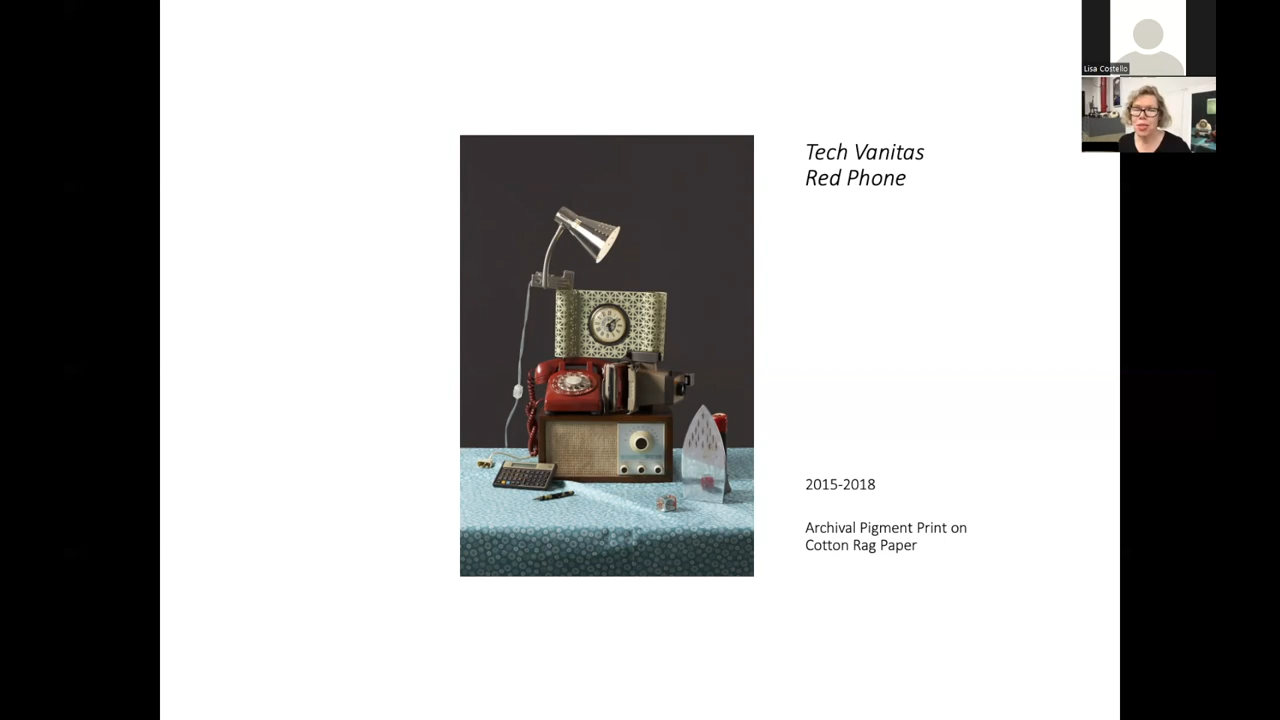 Lisa Costello
Tech Vanitas
Red Phone
2015-2018
Archival Pigment Print on
Cotton Rag Paper